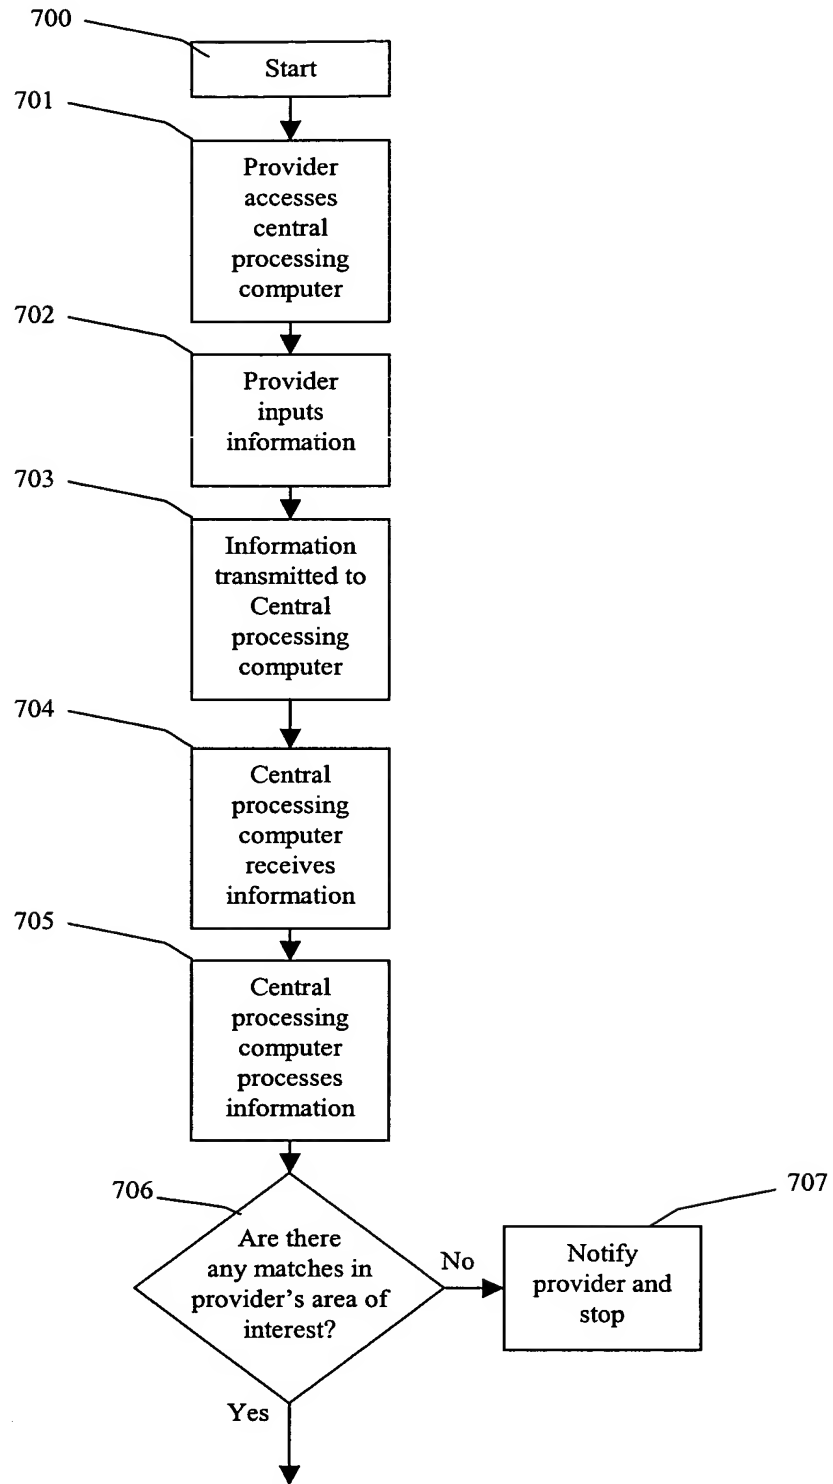 700
Start
701
Provider
accesses
central
processing
computer
702
Provider
inputs
information
703
Information
transmitted to
Central
processing
computer
704
Central
processing
computer
receives
information
705
Central
processing
computer
processes
information
706
707
Are there
any matches in
provider's area of
interest?
No
Notify
provider and
stop
Yes